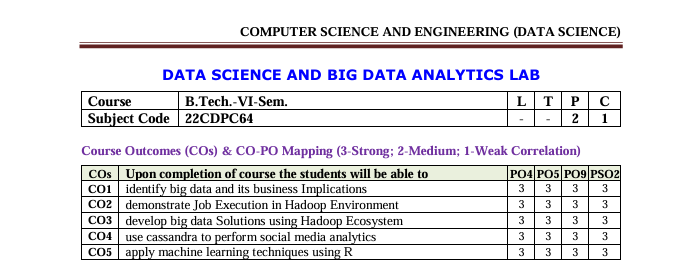 COMPUTER SCIENCE AND ENGINEERING (DATA SCIENCE)
DATA SCIENCE AND BIG DATA ANALYTICS LAB
Course B.Tech.-VI-Sem. L T P C
Subject Code 22CDPC64 - - 2 1
Course Outcomes (COs) & CO-PO Mapping (3-Strong; 2-Medium; 1-Weak Correlation)
COs Upon completion of course the students will be able to PO4 PO5 PO9 PSO2
CO1 identify big data and its business Implications 3 3 3 3
CO2 demonstrate Job Execution in Hadoop Environment 3 3 3 3
CO3 develop big data Solutions using Hadoop Ecosystem 3 3 3 3
CO4 use cassandra to perform social media analytics 3 3 3 3
CO5 apply machine learning techniques using R 3 3 3 3